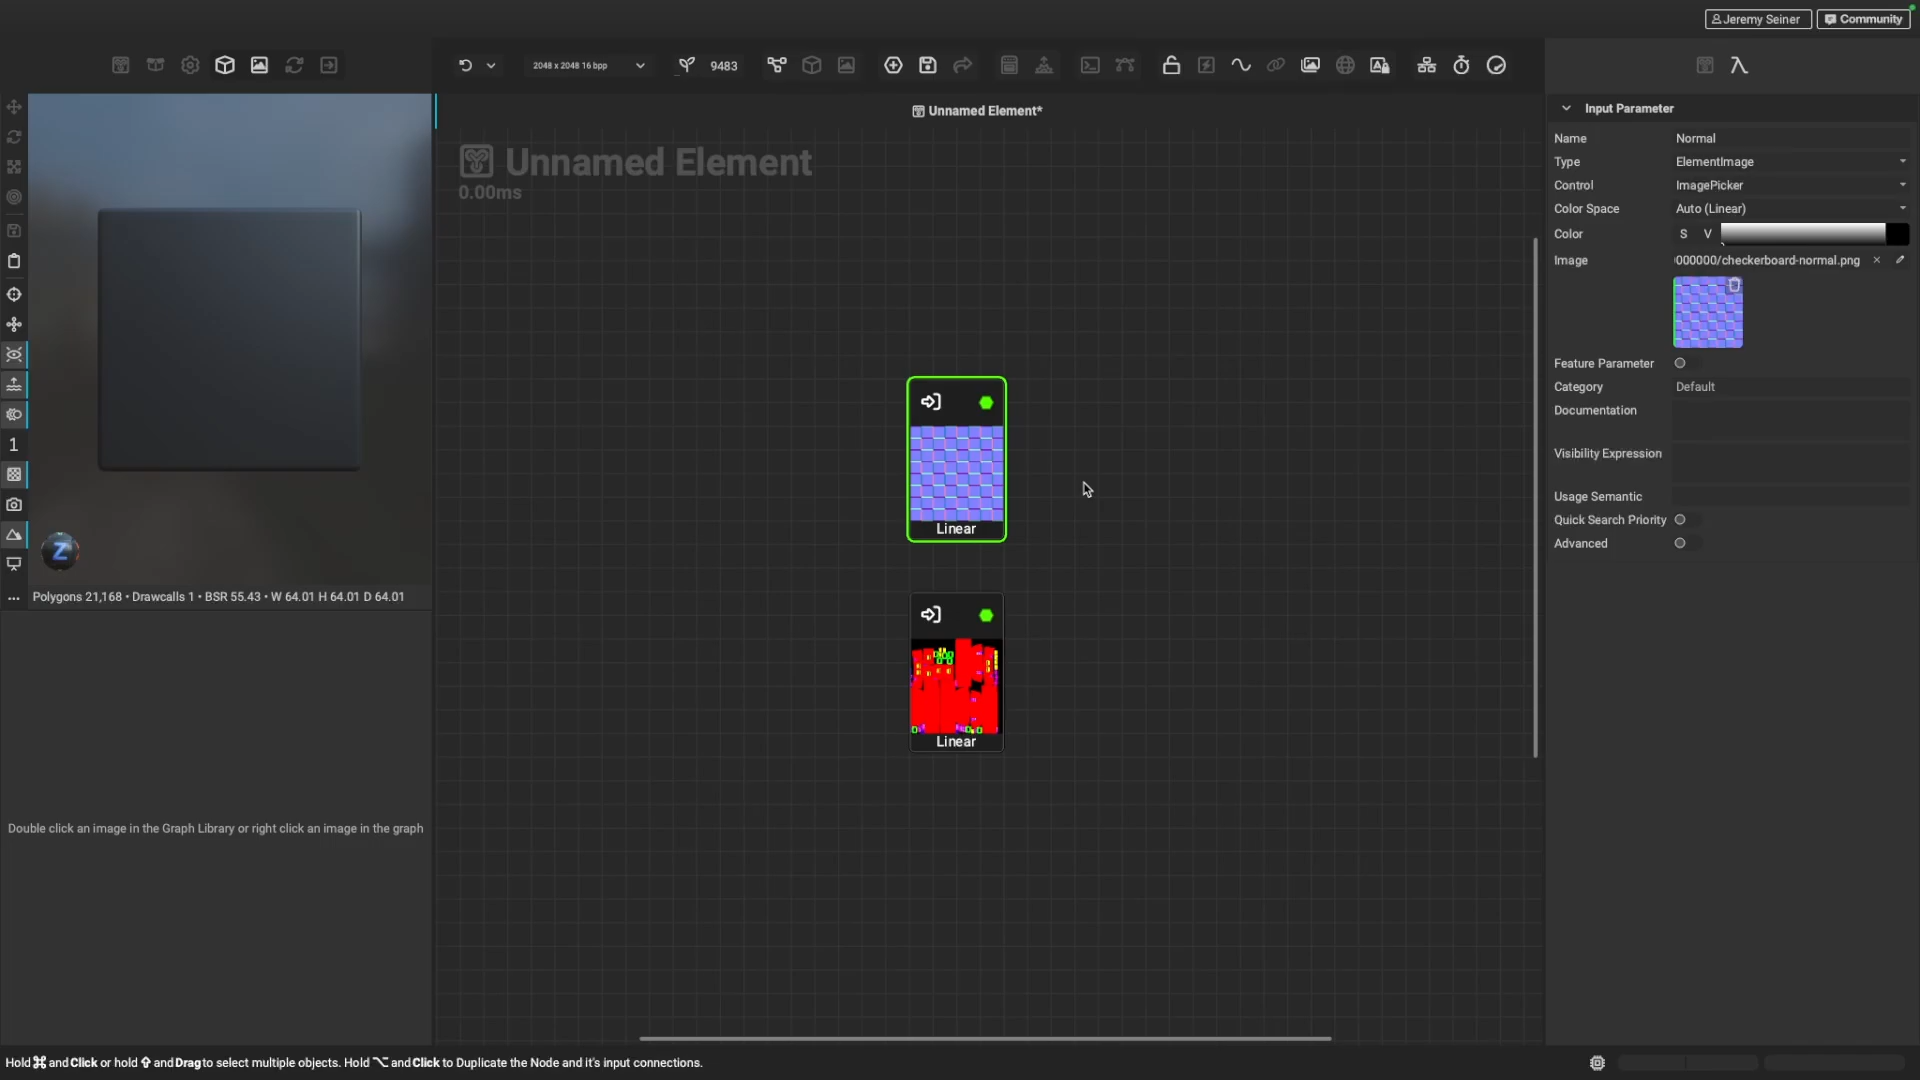 Jeremy Seiner
Community
2048 x 2048 16 bpp
9483
Unnamed Element*
Unnamed Element
0.00ms
Linear
Linear
1
Z
Polygons 21,168 • Drawcalls 1 • BSR 55.43 • W 64.01 H 64.01 D 64.01
Double click an image in the Graph Library or right click an image in the graph
Input Parameter
Name Normal
Type ElementImage
Control ImagePicker
Color Space Auto (Linear)
Color S V
Image 000000/checkerboard-normal.png
Feature Parameter
Category Default
Documentation
Visibility Expression
Usage Semantic
Quick Search Priority
Advanced
Hold ⌘ and Click or hold ⇧ and Drag to select multiple objects. Hold ⌥ and Click to Duplicate the Node and it's input connections.